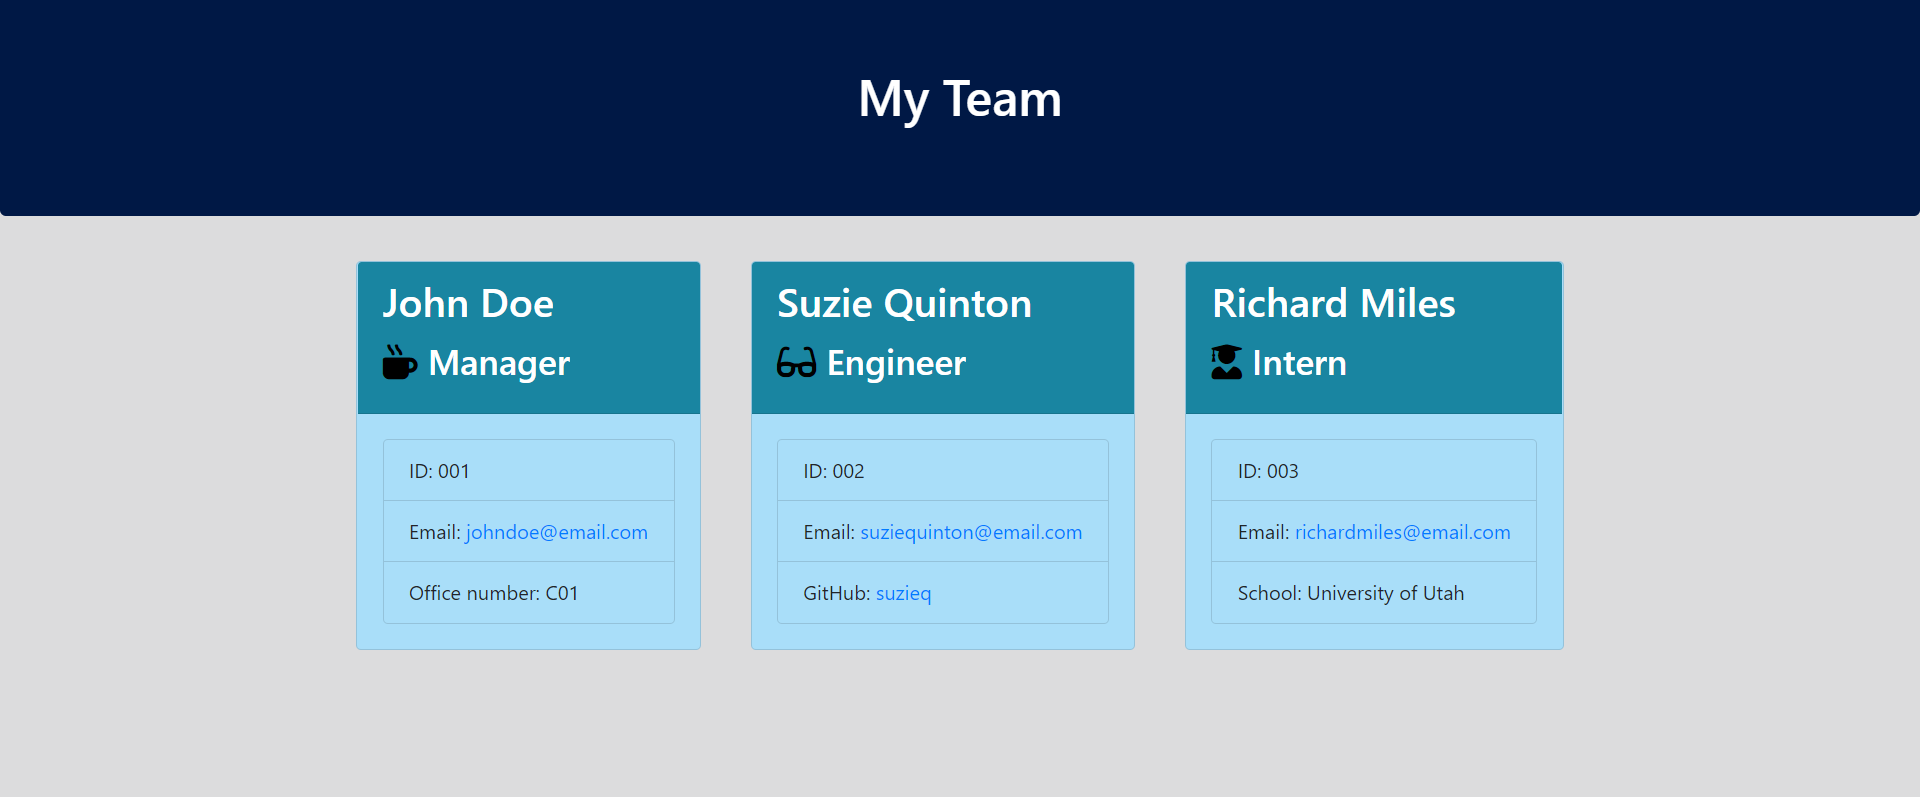 My Team
John Doe
Manager
ID: 001
Email: johndoe@email.com
Office number: C01
Suzie Quinton
Engineer
ID: 002
Email: suziequinton@email.com
GitHub: suzieq
Richard Miles
Intern
ID: 003
Email: richardmiles@email.com
School: University of Utah